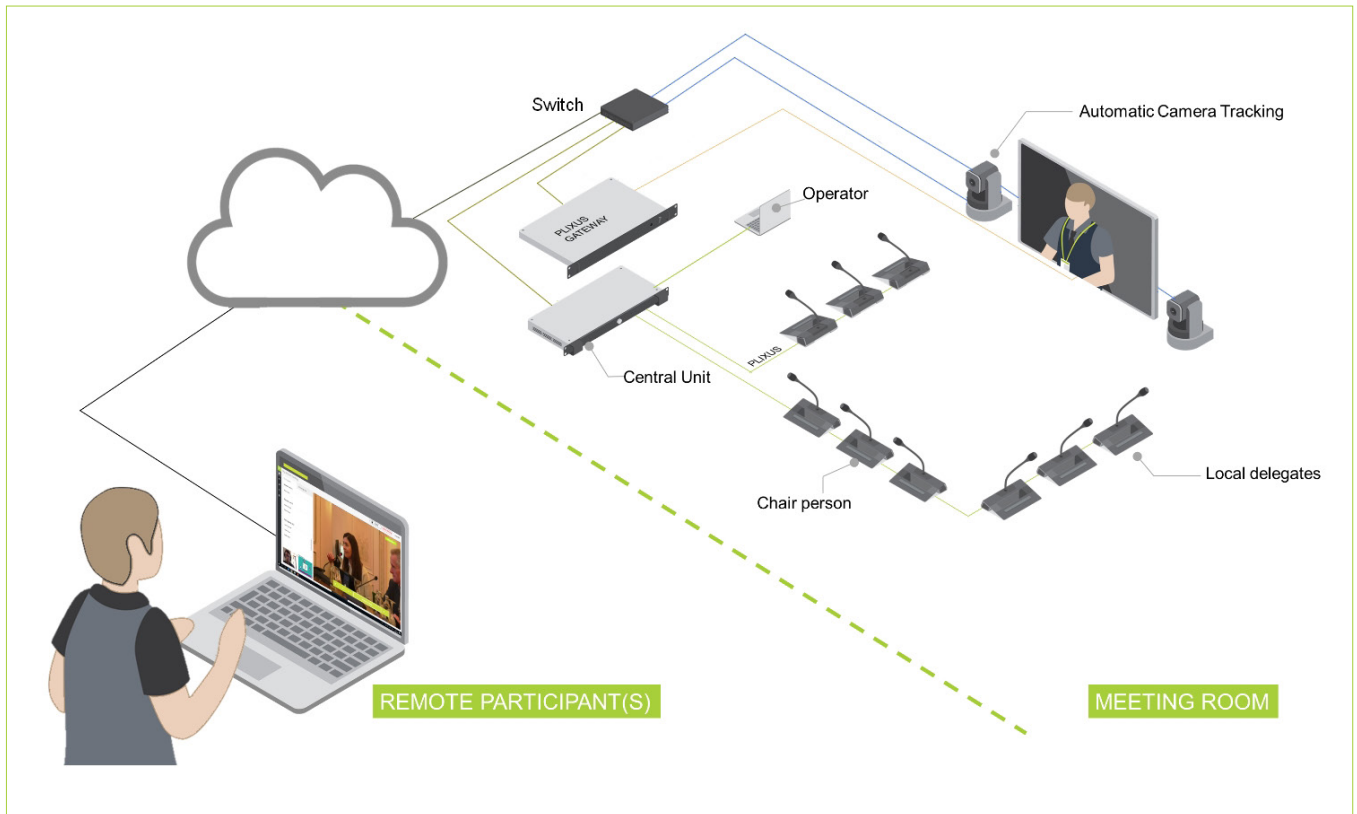 Switch
Automatic Camera Tracking
Operator
PLIXUS
GATEWAY
PLIXUS
Central Unit
Chair person
Local delegates
REMOTE PARTICIPANT(S)
MEETING ROOM